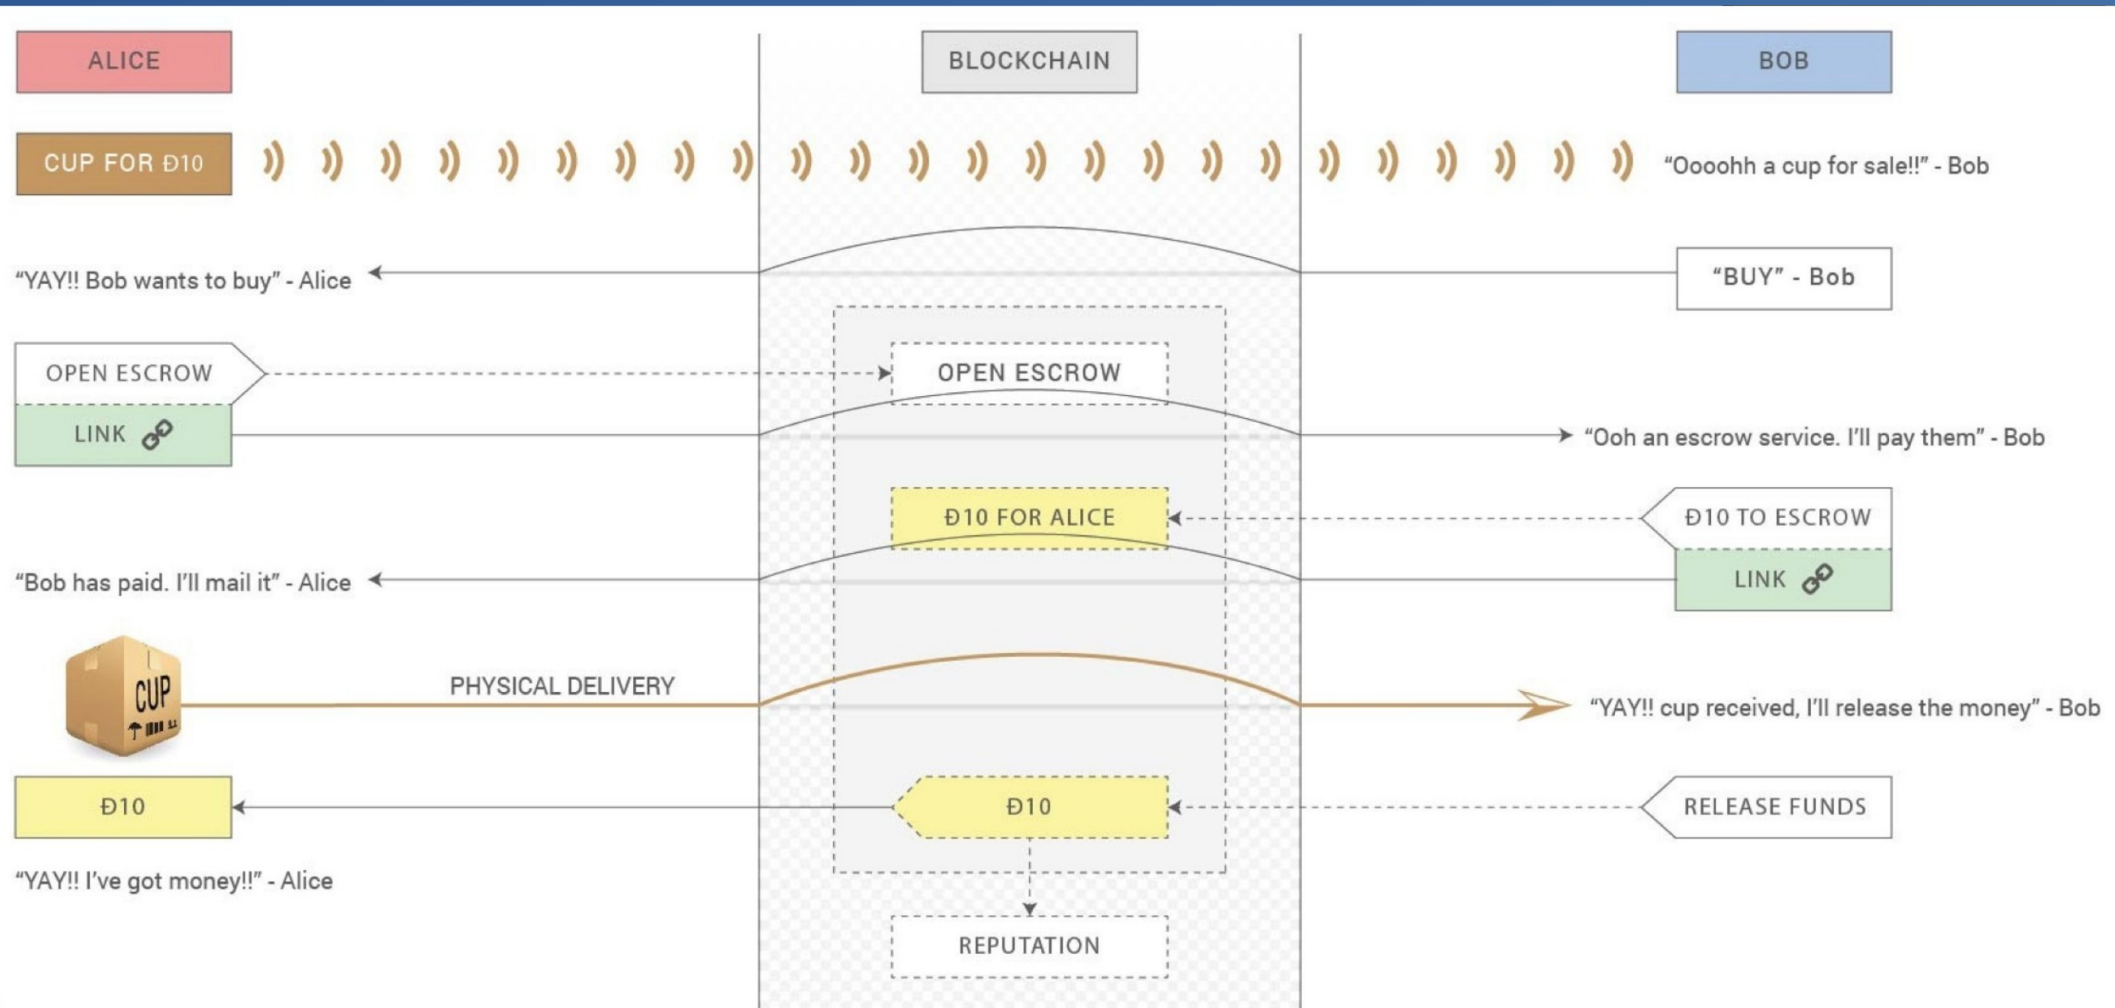 ALICE
BLOCKCHAIN
BOB
CUP FOR Đ10
“Ooohh a cup for sale!!” - Bob
“YAY!! Bob wants to buy” - Alice
“BUY” - Bob
OPEN ESCROW
OPEN ESCROW
LINK
“Ooh an escrow service. I’ll pay them” - Bob
Đ10 FOR ALICE
Đ10 TO ESCROW
“Bob has paid. I’ll mail it” - Alice
LINK
CUP
PHYSICAL DELIVERY
“YAY!! cup received, I’ll release the money” - Bob
Đ10
Đ10
RELEASE FUNDS
“YAY!! I’ve got money!!” - Alice
REPUTATION